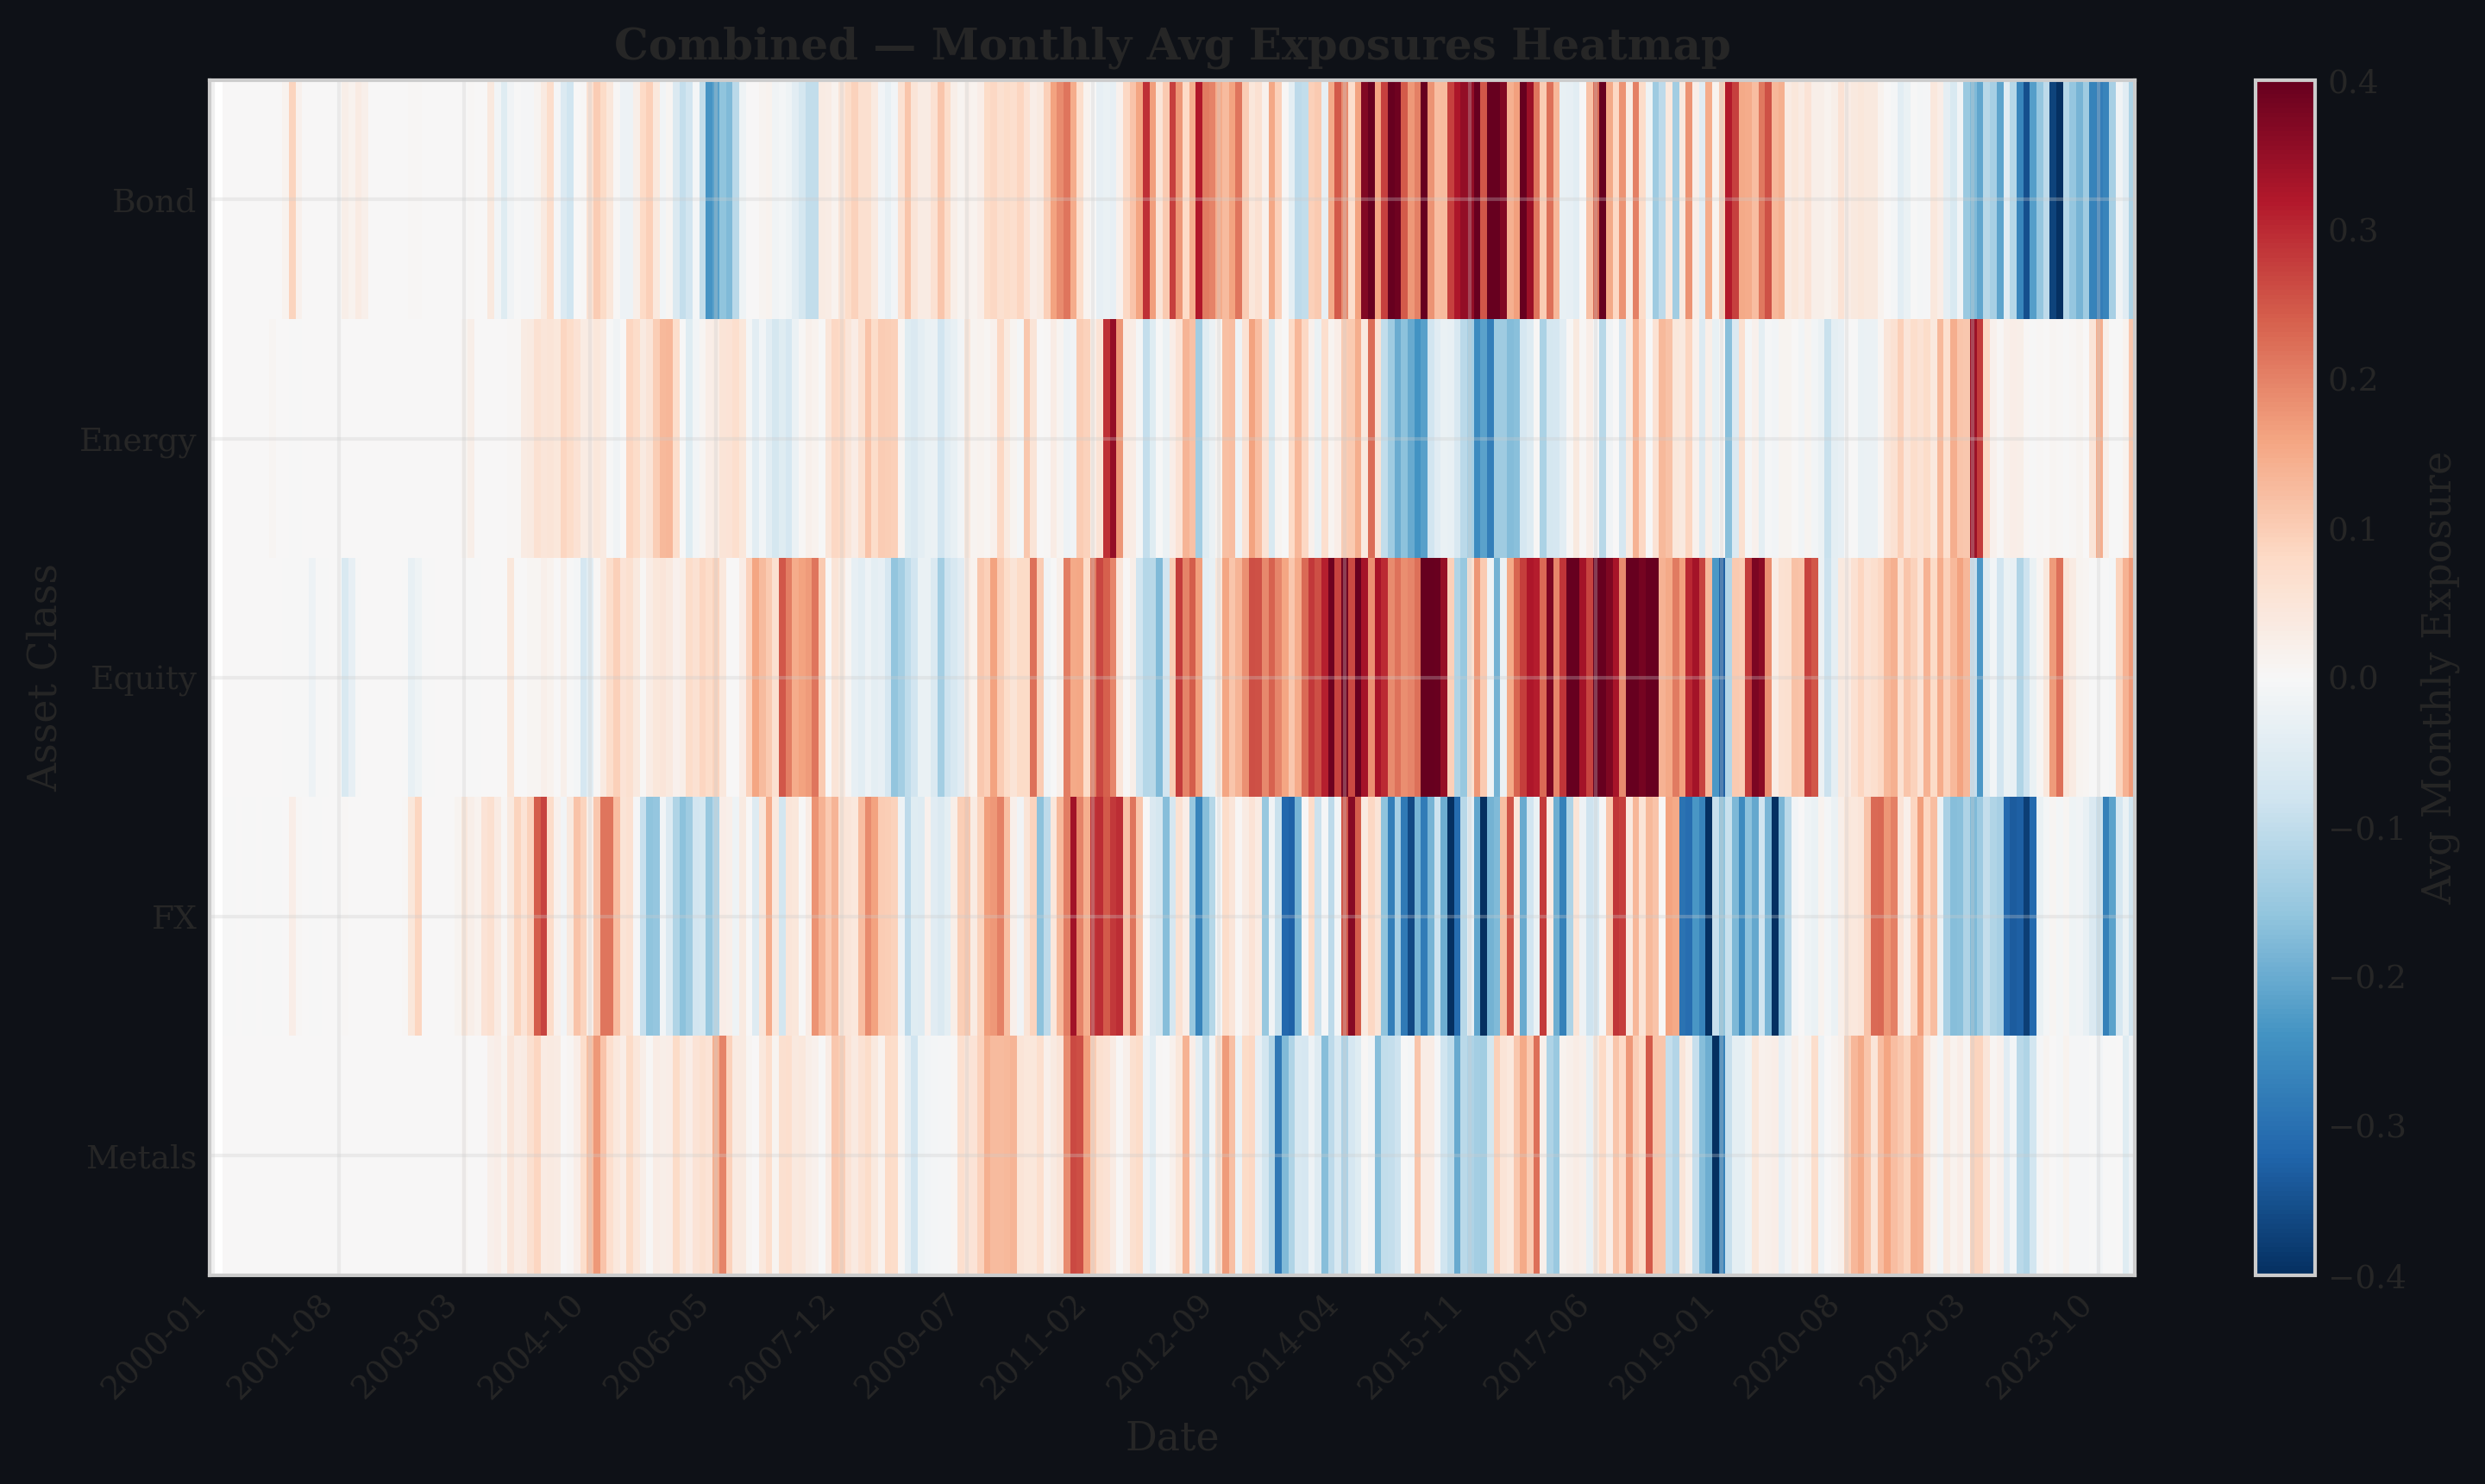 Combined — Monthly Avg Exposures Heatmap
Asset Class
Bond
Energy
Equity
FX
Metals
2000-01
2001-08
2003-03
2004-10
2006-05
2007-12
2009-07
2011-02
2012-09
2014-04
2015-11
2017-06
2019-01
2020-08
2022-03
2023-10
Date
0.4
0.3
0.2
0.1
0.0
−0.1
−0.2
−0.3
−0.4
Avg Monthly Exposure